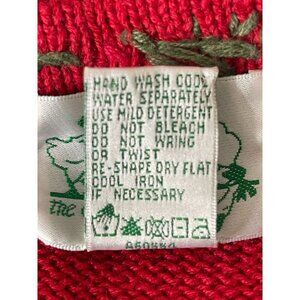 HAND WASH COOL
WATER SEPARATELY
USE MILD DETERGENT
DO NOT BLEACH
DO NOT WRING
OR TWIST
RE-SHAPE DRY FLAT
COOL IRON
IF NECESSARY
the